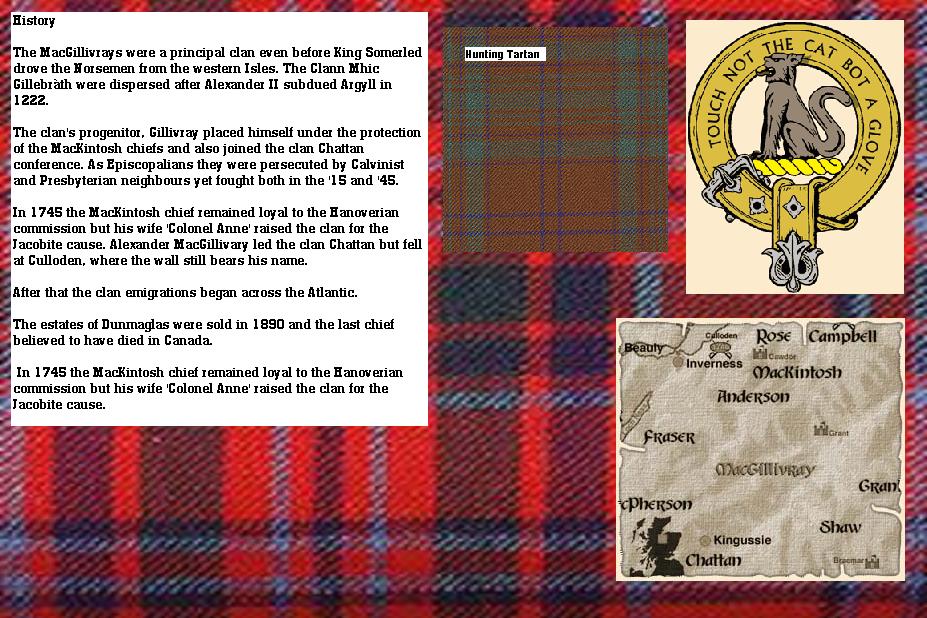 History
The MacGillivrays were a principal clan even before King Somerled
drove the Norsemen from the western Isles. The Clann Mhic
Gillebràth were dispersed after Alexander II subdued Argyll in
1222.
The clan's progenitor, Gillivray placed himself under the protection
of the MacKintosh chiefs and also joined the clan Chattan
conference. As Episcopalians they were persecuted by Calvinist
and Presbyterian neighbours yet fought both in the '15 and '45.
In 1745 the MacKintosh chief remained loyal to the Hanoverian
commission but his wife 'Colonel Anne' raised the clan for the
Jacobite cause. Alexander MacGillivary led the clan Chattan but fell
at Culloden, where the wall still bears his name.
After that the clan emigrations began across the Atlantic.
The estates of Dunmaglas were sold in 1890 and the last chief
believed to have died in Canada.
In 1745 the MacKintosh chief remained loyal to the Hanoverian
commission but his wife 'Colonel Anne' raised the clan for the
Jacobite cause.
Hunting Tartan
TOUCH NOT THE CAT BOT A GLOVE
Culloden
1746
Rose
Campbell
Beauly
Inverness
Cawdor
MacKintosh
Anderson
Fraser
Grant
MacGillivray
Gran
cPherson
Shaw
Kingussie
Chattan
Braemar